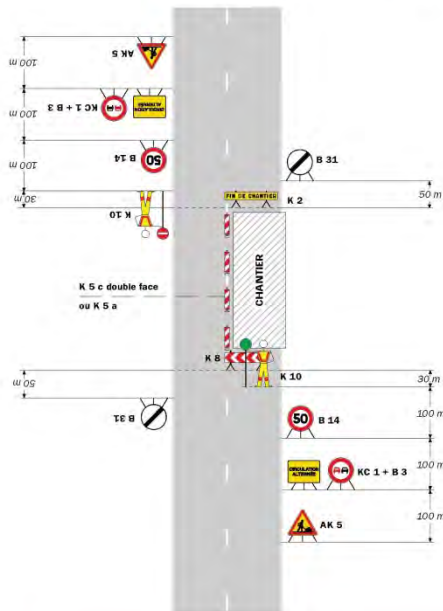 AK 5
100 m
KC 1 + B 3
CIRCULATION
ALTERNÉE
100 m
B 14
50
100 m
B 31
K 10
30 m
FIN DE CHANTIER
K 2
50 m
CHANTIER
K 5 c double face
ou K 5 a
K 8
K 10
50 m
30 m
B 31
50
B 14
100 m
CIRCULATION
ALTERNÉE
KC 1 + B 3
100 m
AK 5
100 m